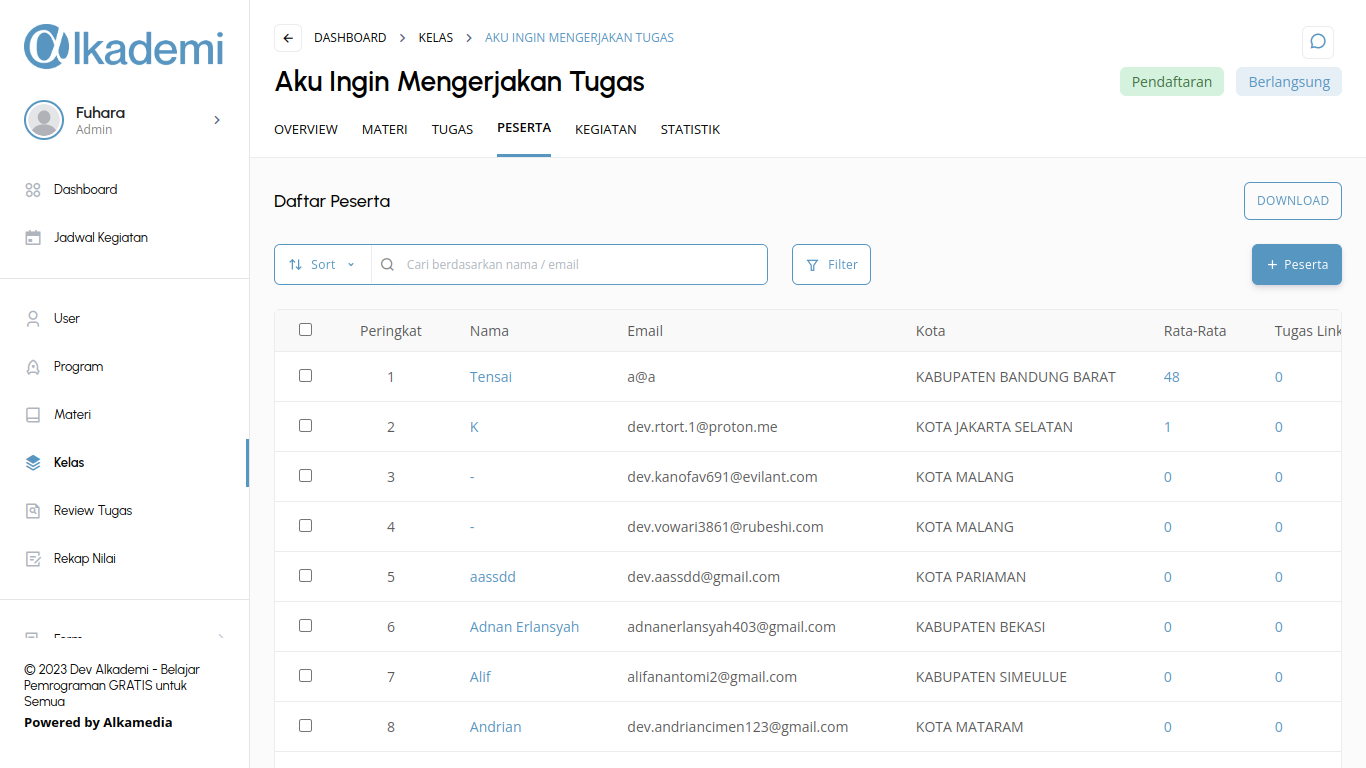 Alkademi
Fuhara
Admin
Dashboard
Jadwal Kegiatan
User
Program
Materi
Kelas
Review Tugas
Rekap Nilai
Form
© 2023 Dev Alkademi - Belajar
Pemrograman GRATIS untuk
Semua
Powered by Alkamedia
DASHBOARD > KELAS > AKU INGIN MENGERJAKAN TUGAS
Aku Ingin Mengerjakan Tugas
Pendaftaran Berlangsung
OVERVIEW MATERI TUGAS PESERTA KEGIATAN STATISTIK
Daftar Peserta DOWNLOAD
Sort Cari berdasarkan nama / email Filter + Peserta
Peringkat Nama Email Kota Rata-Rata Tugas Link
1 Tensai a@a KABUPATEN BANDUNG BARAT 48 0
2 K dev.rtort.1@proton.me KOTA JAKARTA SELATAN 1 0
3 - dev.kanofav691@evilant.com KOTA MALANG 0 0
4 - dev.vowari3861@rubeshi.com KOTA MALANG 0 0
5 aassdd dev.aassdd@gmail.com KOTA PARIAMAN 0 0
6 Adnan Erlansyah adnanerlansyah403@gmail.com KABUPATEN BEKASI 0 0
7 Alif alifanantomi2@gmail.com KABUPATEN SIMEULUE 0 0
8 Andrian dev.andriancimen123@gmail.com KOTA MATARAM 0 0